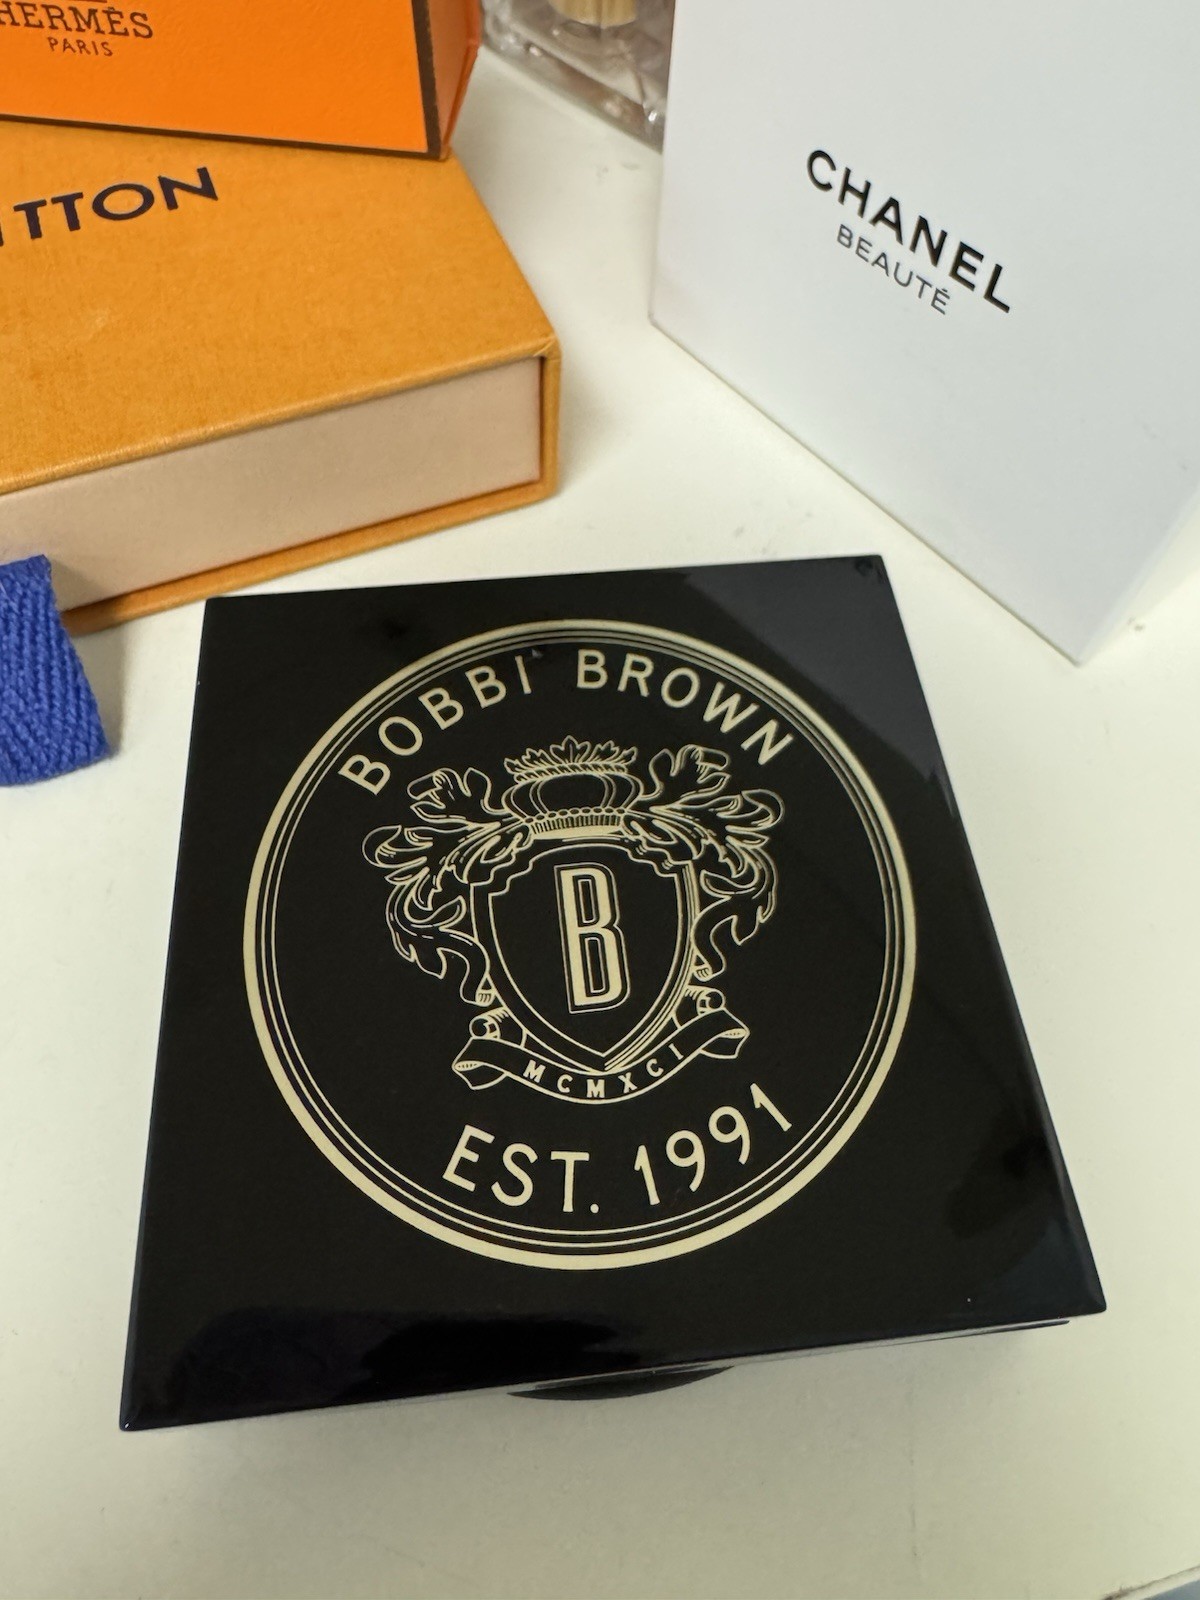 HERMÈS
PARIS
TTON
CHANEL
BEAUTÉ
BOBBI BROWN
B
MCMXCI
EST. 1991